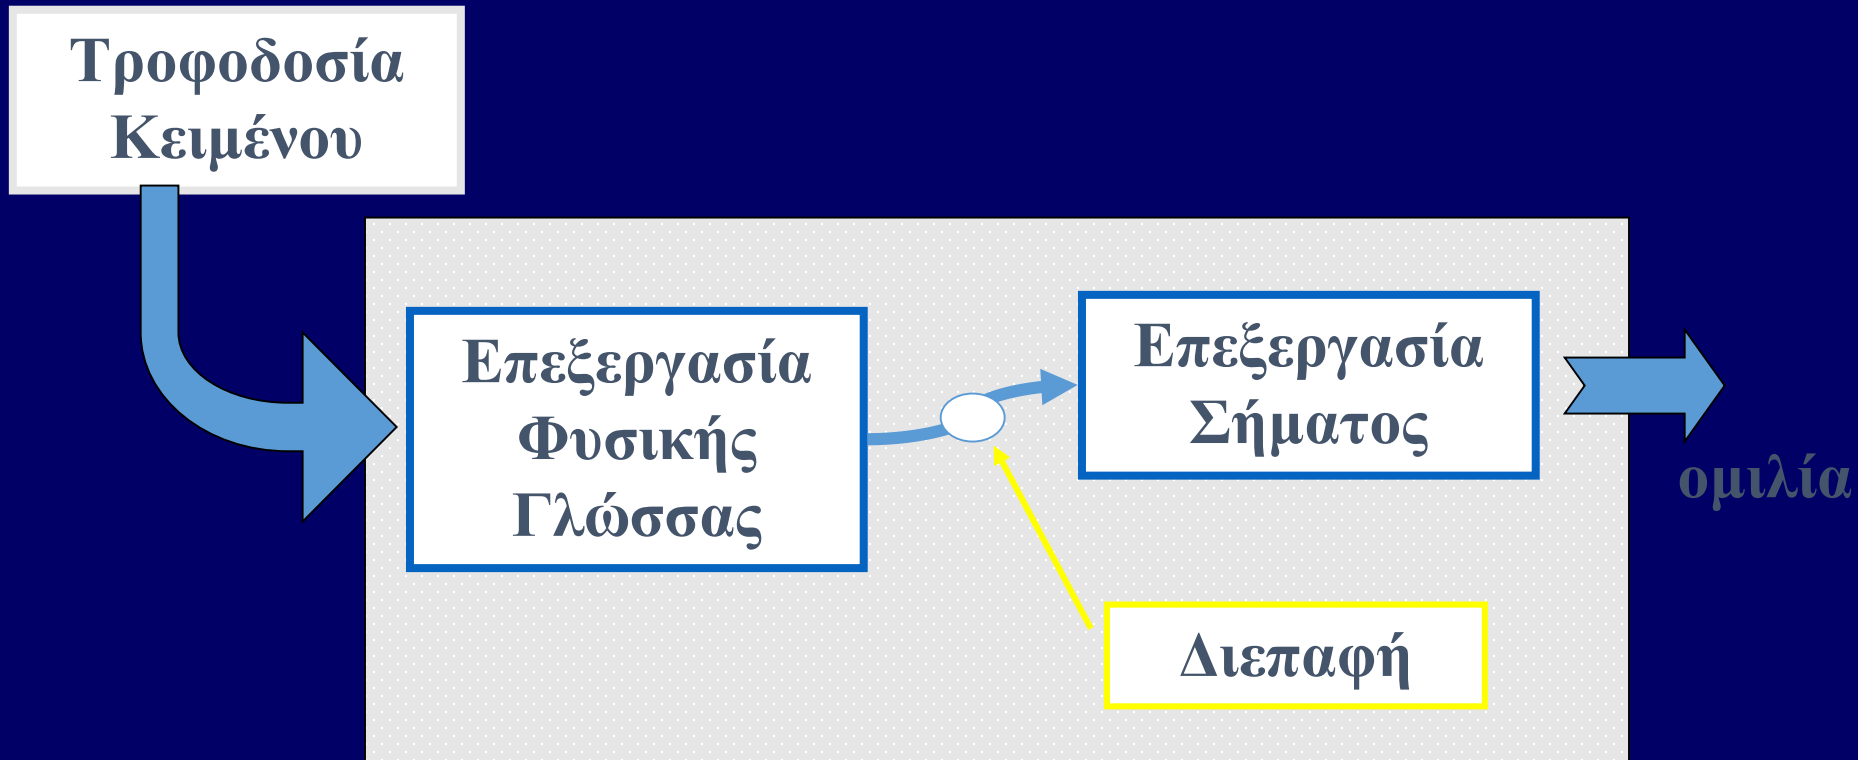 Τροφοδοσία
Κειμένου
Επεξεργασία
Φυσικής
Γλώσσας
Επεξεργασία
Σήματος
ομιλία
Διεπαφή